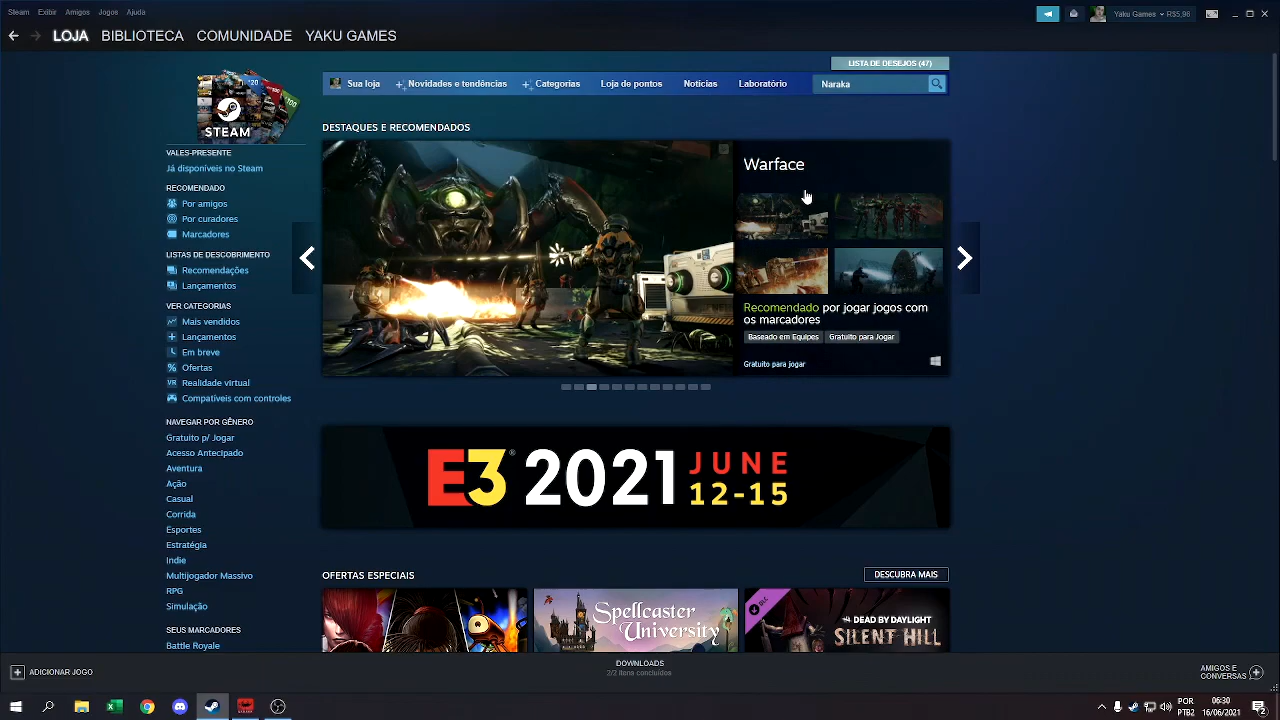 Steam Exibir Amigos Jogos Ajuda
Yaku Games R$5,98
LOJA BIBLIOTECA COMUNIDADE YAKU GAMES
LISTA DE DESEJOS (47)
Sua loja Novidades e tendências Categorias Loja de pontos Notícias Laboratório Naraka
STEAM
DESTAQUES E RECOMENDADOS
VALES-PRESENTE
Já disponíveis no Steam
RECOMENDADO
Por amigos
Por curadores
Marcadores
LISTAS DE DESCOBRIMENTO
Recomendações
Lançamentos
VER CATEGORIAS
Mais vendidos
Lançamentos
Em breve
Ofertas
VR Realidade virtual
Compatíveis com controles
NAVEGAR POR GÊNERO
Gratuito p/ Jogar
Acesso Antecipado
Aventura
Ação
Casual
Corrida
Esportes
Estratégia
Indie
Multijogador Massivo
RPG
Simulação
SEUS MARCADORES
Battle Royale
Warface
Recomendado por jogar jogos com
os marcadores
Baseado em Equipes Gratuito para Jogar
Gratuito para jogar
E3 2021 JUNE
12-15
OFERTAS ESPECIAIS
DESCUBRA MAIS
Spellcaster
University
DLC
DEAD BY DAYLIGHT
SILENT HILL
ADICIONAR JOGO
DOWNLOADS
2/2 itens concluídos
AMIGOS E
CONVERSAS
POR
PTB2
06:30
16/06/2021